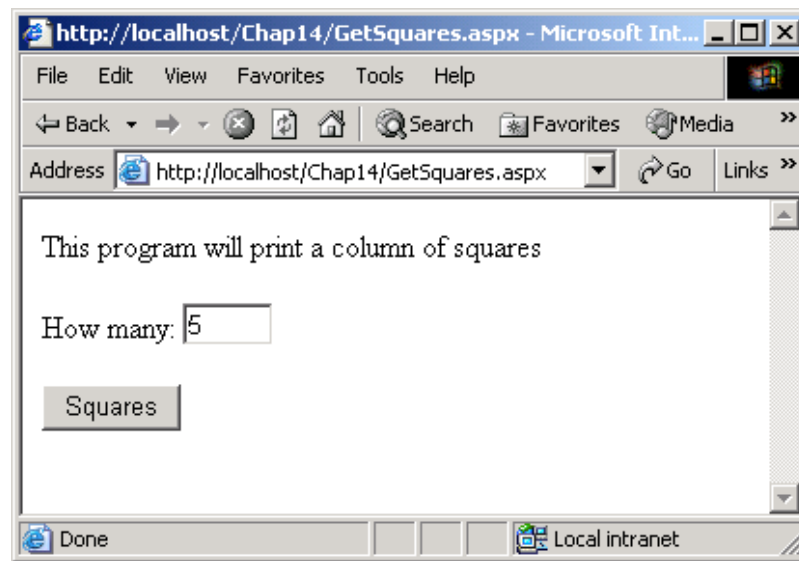 http://localhost/Chap14/GetSquares.aspx - Microsoft Int...
File Edit View Favorites Tools Help
Back Search Favorites Media »
Address http://localhost/Chap14/GetSquares.aspx Go Links »
This program will print a column of squares
How many: 5
Squares
Done Local intranet